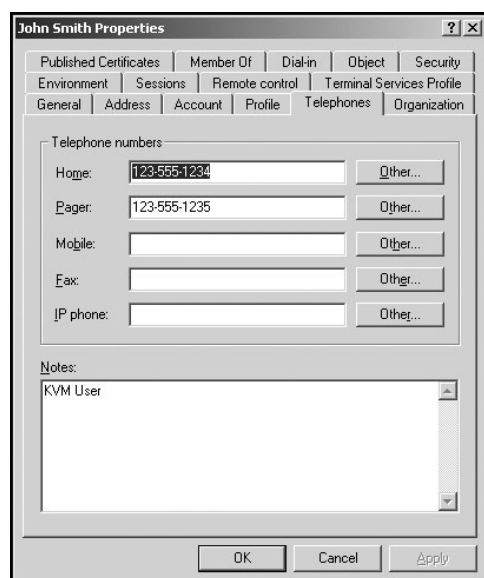 John Smith Properties
Published Certificates Member Of Dial-in Object Security
Environment Sessions Remote control Terminal Services Profile
General Address Account Profile Telephones Organization
Telephone numbers
Home: 123-555-1234 Other...
Pager: 123-555-1235 Other...
Mobile: Other...
Fax: Other...
IP phone: Other...
Notes:
KVM User
OK Cancel Apply